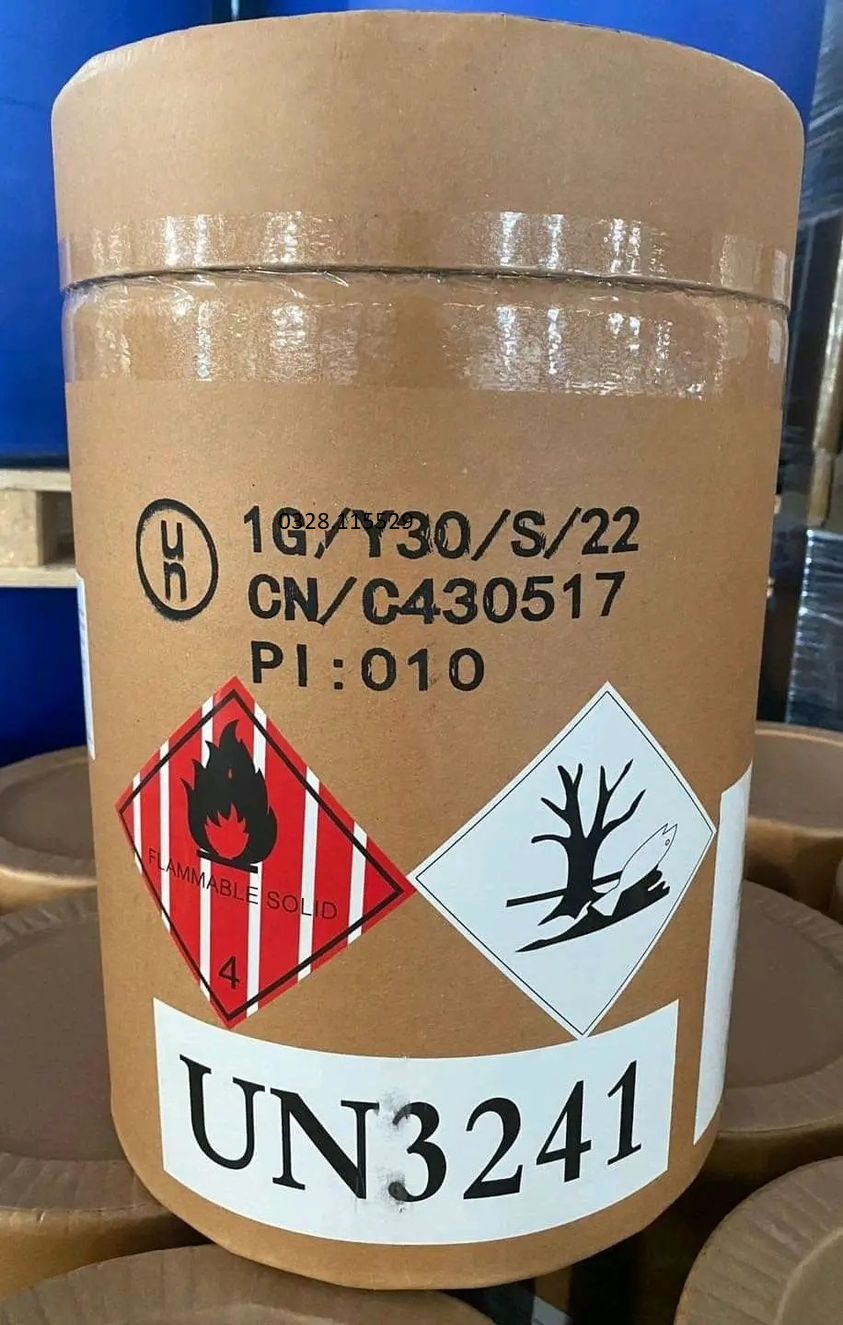 un
1G/Y30/S/22
0328.115529
CN/C430517
PI:010
FLAMMABLE SOLID
4
UN3241